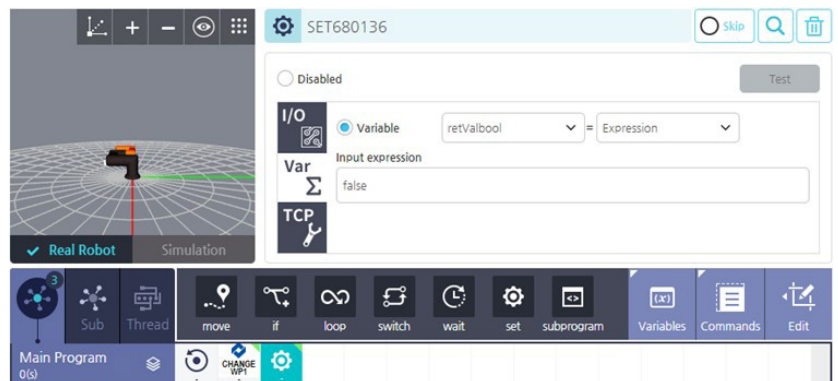 SET680136
Skip
Disabled
Test
I/O
Variable
retValbool
=
Expression
Var
Σ
Input expression
false
TCP
Real Robot
Simulation
3
Sub
Thread
move
if
loop
switch
wait
set
subprogram
(x)
Variables
Commands
Edit
Main Program
0(s)
CHANGE
WP1